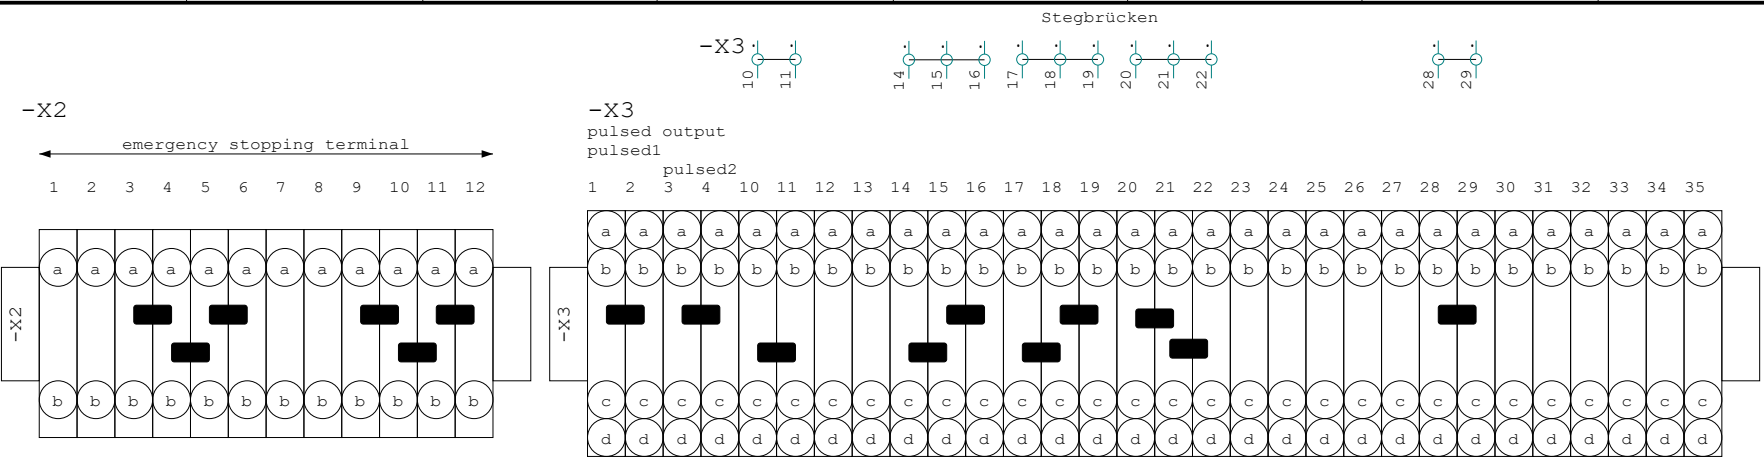 Stegbrücken
-X3
10 11 14 15 16 17 18 19 20 21 22 28 29
-X2
emergency stopping terminal
1 2 3 4 5 6 7 8 9 10 11 12
a a a a a a a a a a a a
-X2
b b b b b b b b b b b b
-X3
pulsed output
pulsed1
pulsed2
1 2 3 4 10 11 12 13 14 15 16 17 18 19 20 21 22 23 24 25 26 27 28 29 30 31 32 33 34 35
a a a a a a a a a a a a a a a a a a a a a a a a a a a a a a
b b b b b b b b b b b b b b b b b b b b b b b b b b b b b b
-X3
c c c c c c c c c c c c c c c c c c c c c c c c c c c c c c
d d d d d d d d d d d d d d d d d d d d d d d d d d d d d d